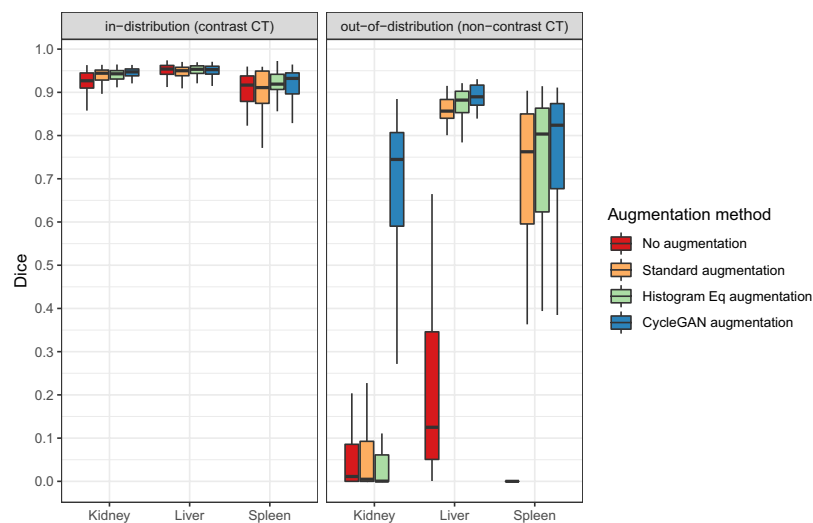 in−distribution (contrast CT)
out−of−distribution (non−contrast CT)
1.0
0.9
0.8
0.7
0.6
0.5
0.4
0.3
0.2
0.1
0.0
Dice
Kidney
Liver
Spleen
Kidney
Liver
Spleen
Augmentation method
No augmentation
Standard augmentation
Histogram Eq augmentation
CycleGAN augmentation